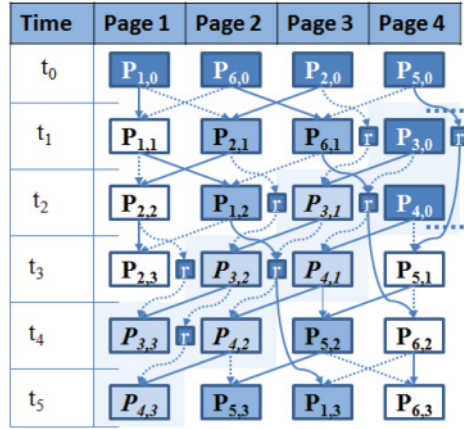 Time Page 1 Page 2 Page 3 Page 4
t0 P1,0 P6,0 P2,0 P5,0
t1 P1,1 P2,1 P6,1 r P3,0 r
t2 P2,2 P1,2 r P3,1 r P4,0
t3 P2,3 r P3,2 r P4,1 P5,1
t4 P3,3 r P4,2 P5,2 P6,2
t5 P4,3 P5,3 P1,3 P6,3